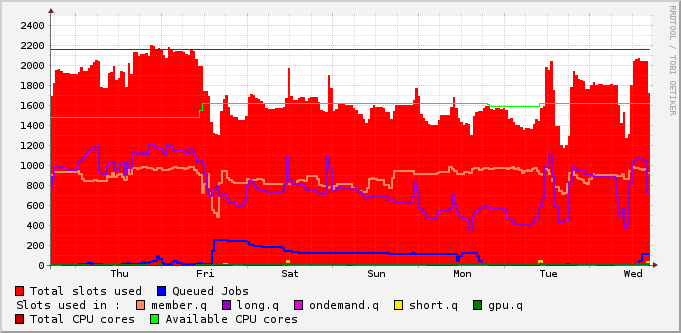 2400
2200
2000
1800
1600
1400
1200
1000
800
600
400
200
0
Thu Fri Sat Sun Mon Tue Wed
Total slots used Queued Jobs
Slots used in : member.q long.q ondemand.q short.q gpu.q
Total CPU cores Available CPU cores
RRDTOOL / TOBI OETIKER